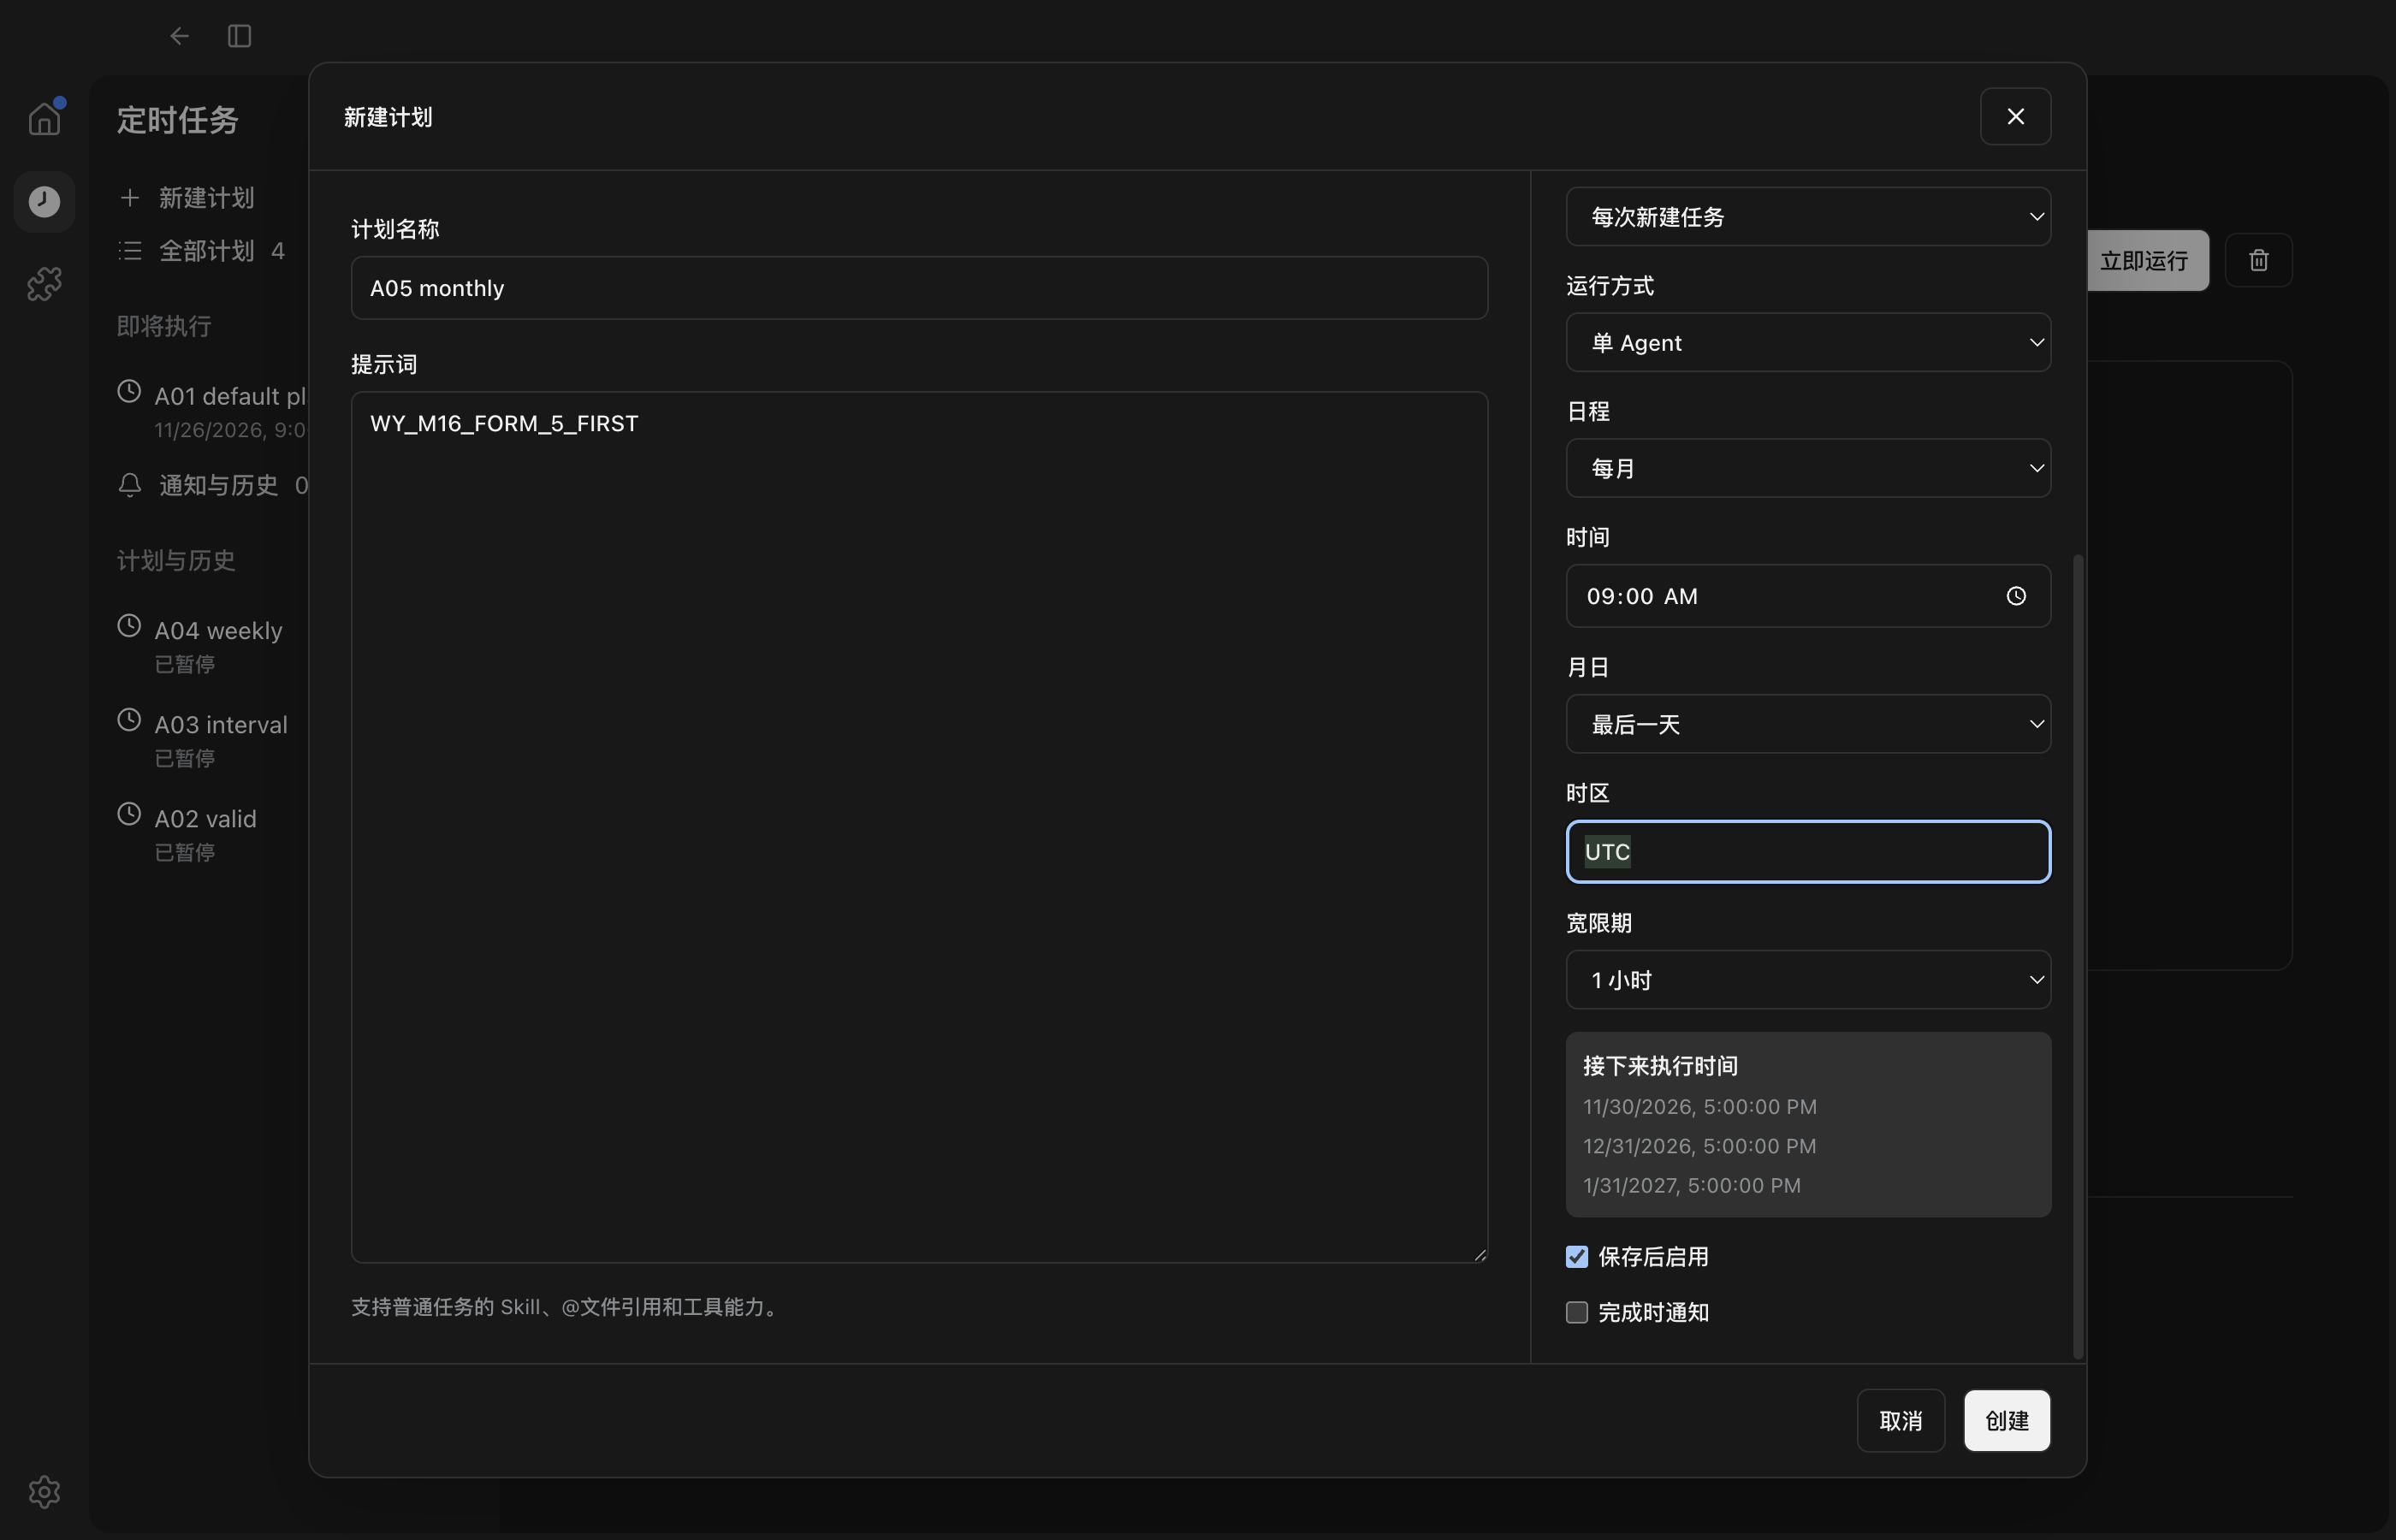 定时任务
新建计划
全部计划 4
即将执行
A01 default pl
11/26/2026, 9:0
通知与历史 0
计划与历史
A04 weekly
已暂停
A03 interval
已暂停
A02 valid
已暂停
新建计划
计划名称
A05 monthly
提示词
WY_M16_FORM_5_FIRST
支持普通任务的 Skill、@文件引用和工具能力。
每次新建任务
运行方式
单 Agent
日程
每月
时间
09:00 AM
月日
最后一天
时区
UTC
宽限期
1 小时
接下来执行时间
11/30/2026, 5:00:00 PM
12/31/2026, 5:00:00 PM
1/31/2027, 5:00:00 PM
保存后启用
完成时通知
取消
创建
立即运行